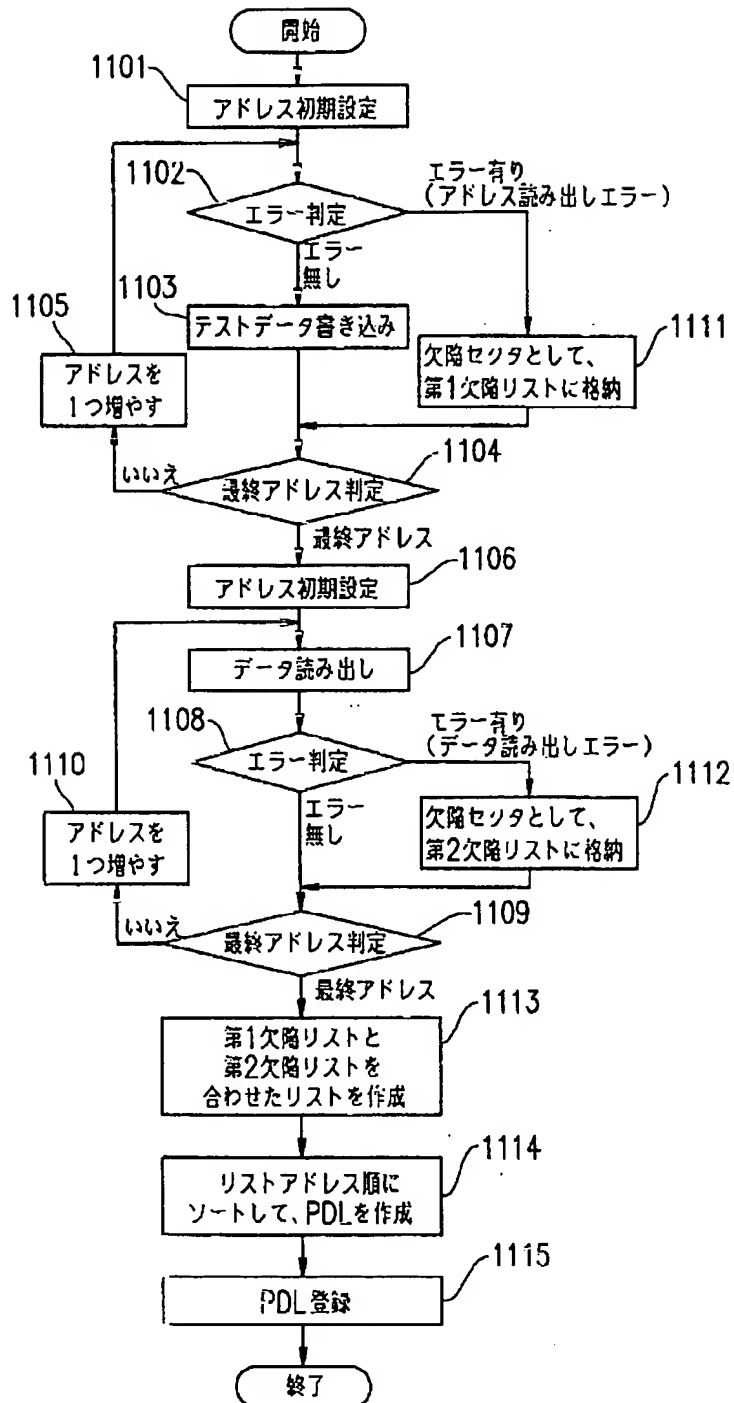 開始
1101
アドレス初期設定
1102
エラー判定
エラー有り
(アドレス読み出しエラー)
エラー
無し
1103
テストデータ書き込み
1105
アドレスを
1つ増やす
1111
欠陥セクタとして、
第1欠陥リストに格納
いいえ
1104
最終アドレス判定
最終アドレス
1106
アドレス初期設定
1107
データ読み出し
1108
エラー判定
エラー有り
(データ読み出しエラー)
エラー
無し
1110
アドレスを
1つ増やす
1112
欠陥セクタとして、
第2欠陥リストに格納
いいえ
1109
最終アドレス判定
最終アドレス
1113
第1欠陥リストと
第2欠陥リストを
合わせたリストを作成
1114
リストアドレス順に
ソートして、PDLを作成
1115
PDL登録
終了